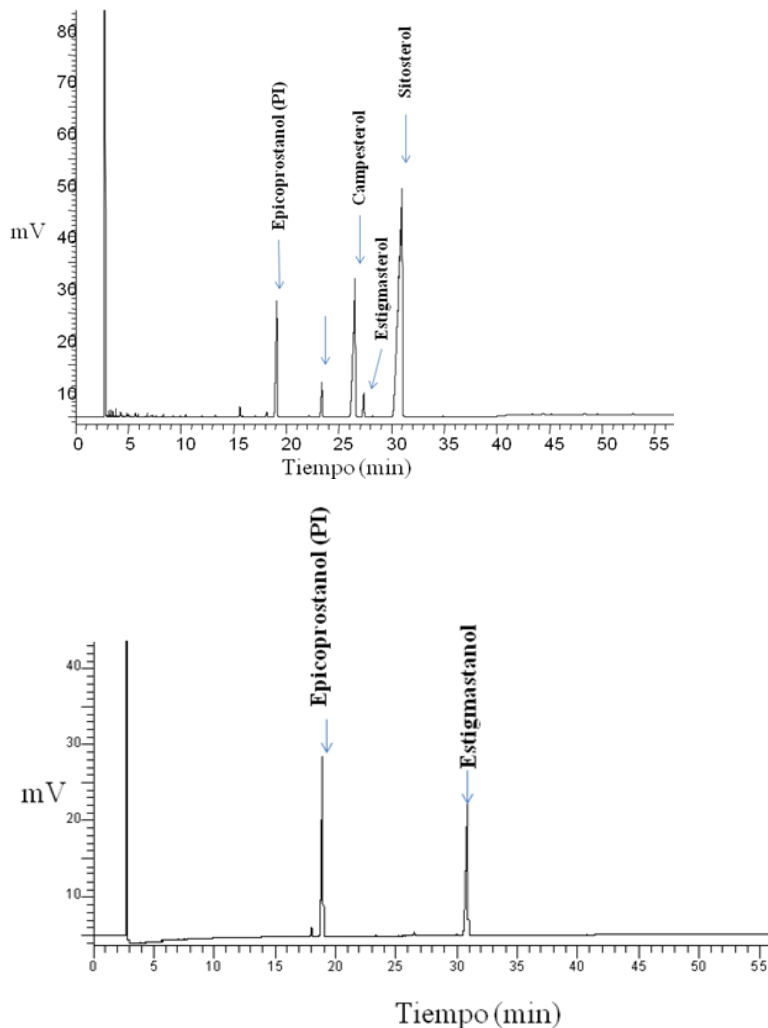 80
70
60
50
40
30
20
10
mV
Epicoprostanol (PI)
Campesterol
Estigmasterol
Sitosterol
0 5 10 15 20 25 30 35 40 45 50 55
Tiempo (min)
40
30
20
10
mV
Epicoprostanol (PI)
Estigmastanol
0 5 10 15 20 25 30 35 40 45 50 55
Tiempo (min)